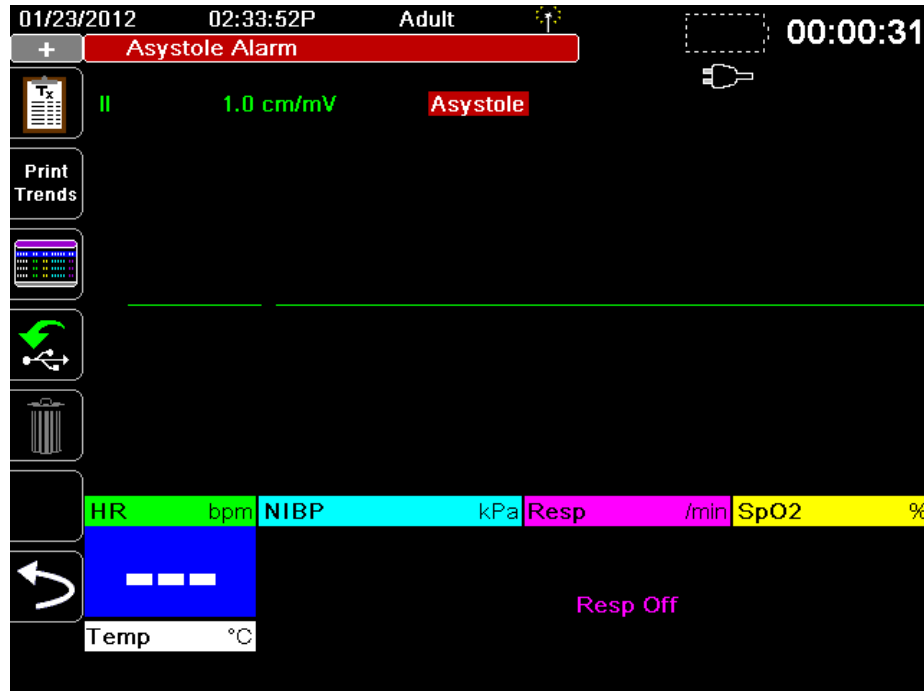 01/23/2012 02:33:52P Adult 00:00:31
+ Asystole Alarm
Tx
II 1.0 cm/mV Asystole
Print
Trends
HR bpm NIBP kPa Resp /min SpO2 %
---
Resp Off
Temp °C